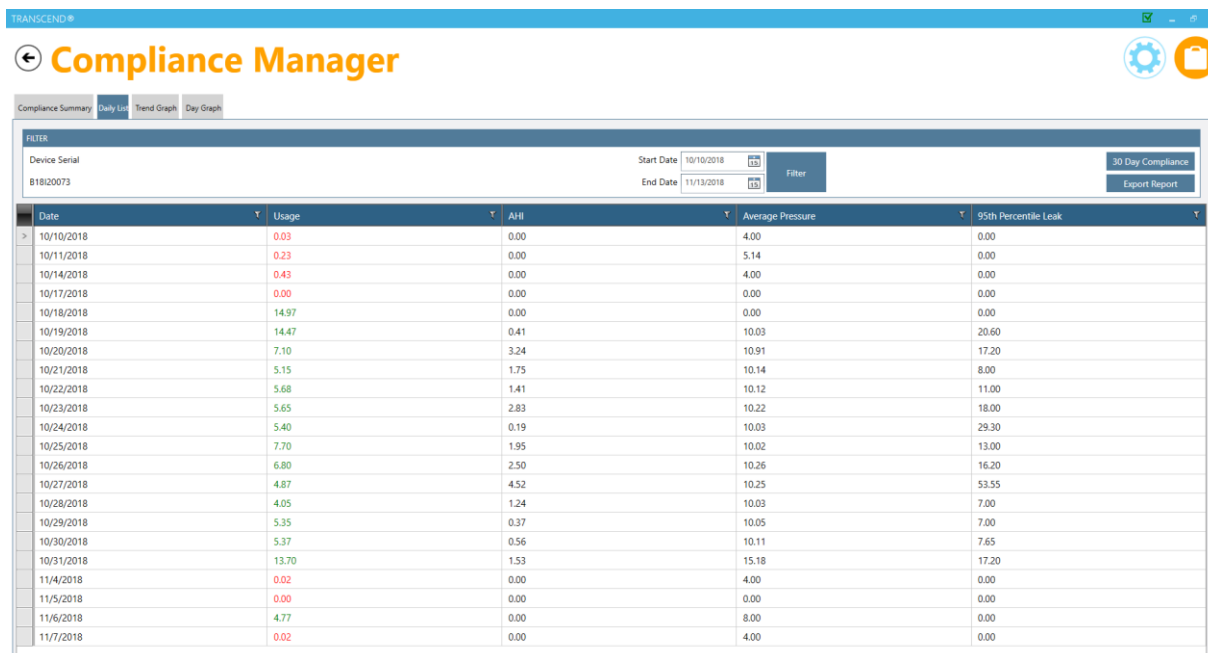 TRANSCEND®
Compliance Manager
Compliance Summary Daily List Trend Graph Day Graph
FILTER
Device Serial Start Date 10/10/2018 15 Filter 30 Day Compliance
B18I20073 End Date 11/13/2018 15 Export Report
Date Usage AHI Average Pressure 95th Percentile Leak
> 10/10/2018 0.03 0.00 4.00 0.00
10/11/2018 0.23 0.00 5.14 0.00
10/14/2018 0.43 0.00 4.00 0.00
10/17/2018 0.00 0.00 0.00 0.00
10/18/2018 14.97 0.00 0.00 0.00
10/19/2018 14.47 0.41 10.03 20.60
10/20/2018 7.10 3.24 10.91 17.20
10/21/2018 5.15 1.75 10.14 8.00
10/22/2018 5.68 1.41 10.12 11.00
10/23/2018 5.65 2.83 10.22 18.00
10/24/2018 5.40 0.19 10.03 29.30
10/25/2018 7.70 1.95 10.02 13.00
10/26/2018 6.80 2.50 10.26 16.20
10/27/2018 4.87 4.52 10.25 53.55
10/28/2018 4.05 1.24 10.03 7.00
10/29/2018 5.35 0.37 10.05 7.00
10/30/2018 5.37 0.56 10.11 7.65
10/31/2018 13.70 1.53 15.18 17.20
11/4/2018 0.02 0.00 4.00 0.00
11/5/2018 0.00 0.00 0.00 0.00
11/6/2018 4.77 0.00 8.00 0.00
11/7/2018 0.02 0.00 4.00 0.00